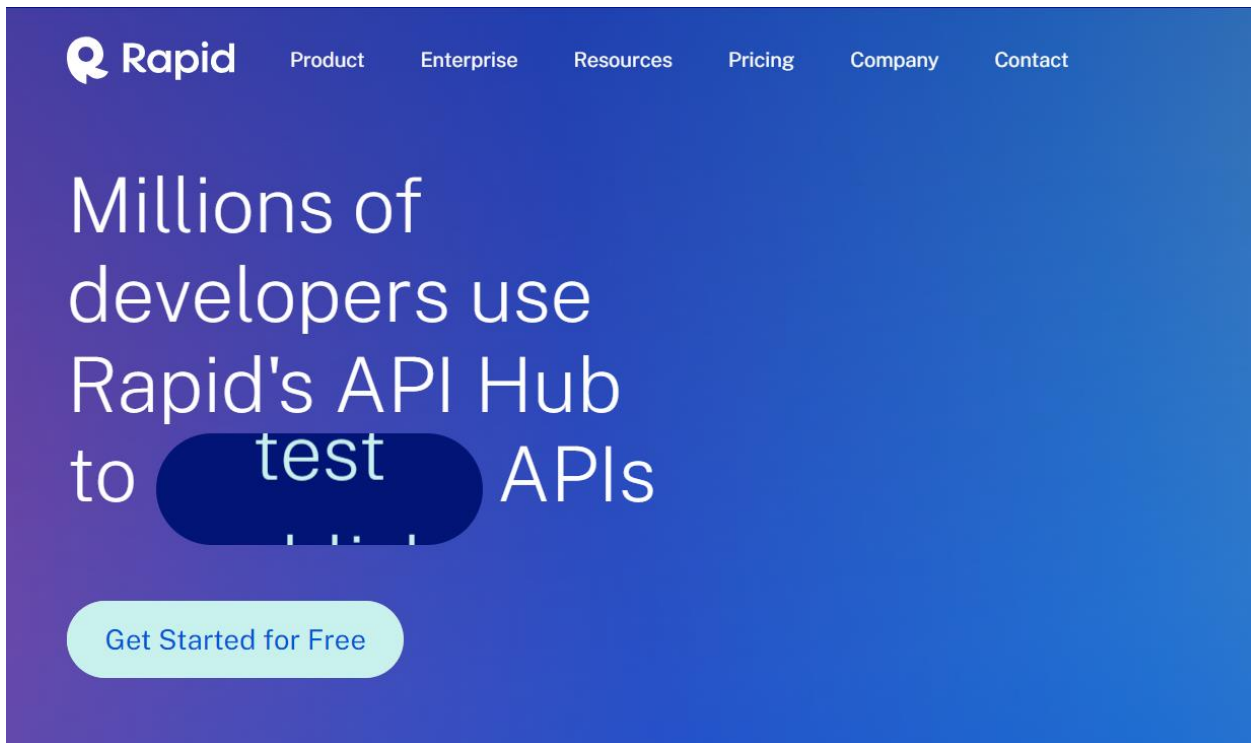 Rapid
Product Enterprise Resources Pricing Company Contact
Millions of
developers use
Rapid's API Hub
to test APIs
Get Started for Free